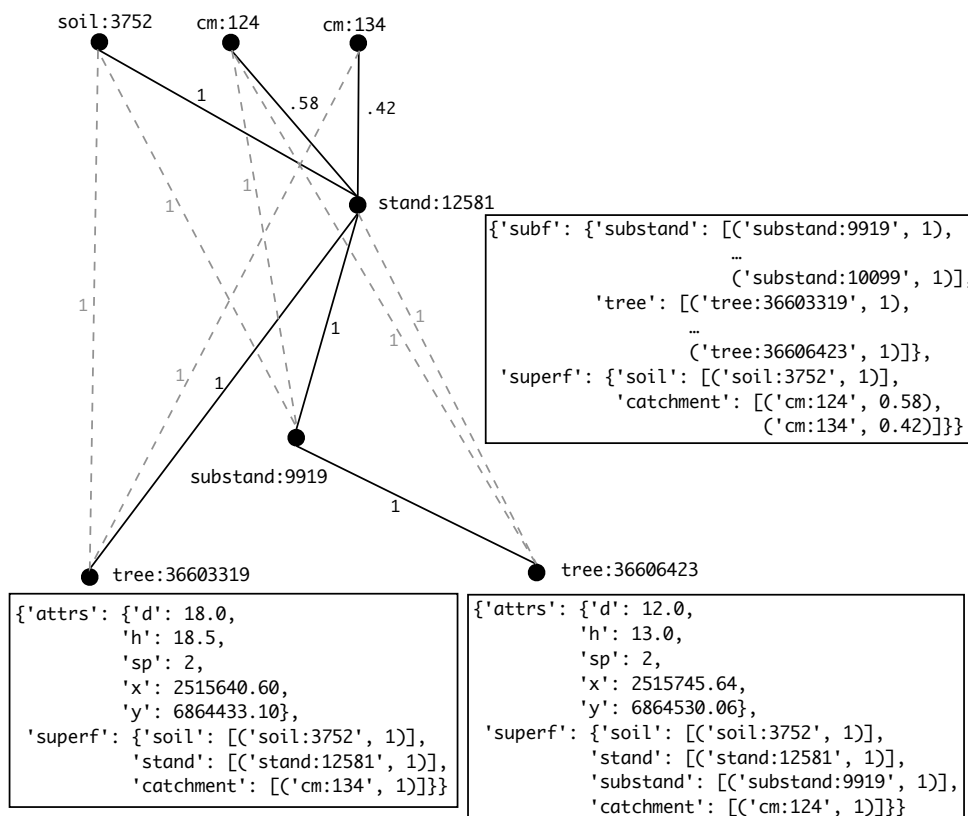 soil:3752
cm:124
cm:134
1
.58
.42
1
1
stand:12581
{'subf': {'substand': [('substand:9919', 1),
…
('substand:10099', 1)],
'tree': [('tree:36603319', 1),
…
('tree:36606423', 1)]},
'superf': {'soil': [('soil:3752', 1)],
'catchment': [('cm:124', 0.58),
('cm:134', 0.42)]}}
1
1
1
1
1
1
substand:9919
1
tree:36603319
tree:36606423
{'attrs': {'d': 18.0,
'h': 18.5,
'sp': 2,
'x': 2515640.60,
'y': 6864433.10},
'superf': {'soil': [('soil:3752', 1)],
'stand': [('stand:12581', 1)],
'catchment': [('cm:134', 1)]}}
{'attrs': {'d': 12.0,
'h': 13.0,
'sp': 2,
'x': 2515745.64,
'y': 6864530.06},
'superf': {'soil': [('soil:3752', 1)],
'stand': [('stand:12581', 1)],
'substand': [('substand:9919', 1)],
'catchment': [('cm:124', 1)]}}